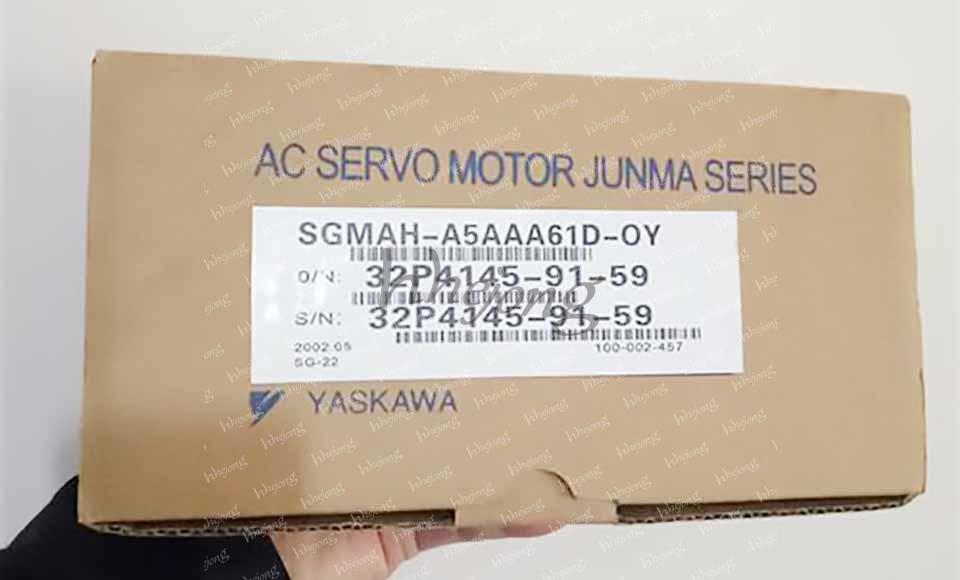 AC SERVO MOTOR JUNMA SERIES
SGMAH-A5AAA61D-OY
O/N: 32P4145-91-59
S/N: 32P4145-91-59
2002.05
100-002-457
SG-22
YASKAWA
hhgjong